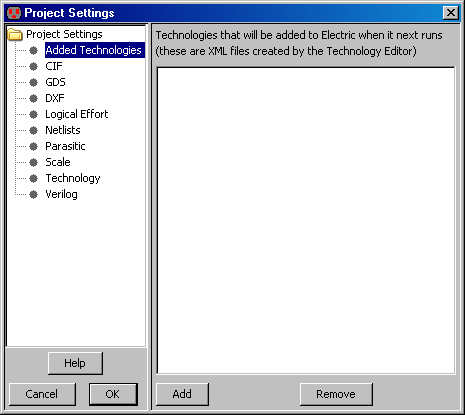 Project Settings
Project Settings
Added Technologies
CIF
GDS
DXF
Logical Effort
Netlists
Parasitic
Scale
Technology
Verilog
Help
Cancel
OK
Technologies that will be added to Electric when it next runs
(these are XML files created by the Technology Editor)
Add
Remove